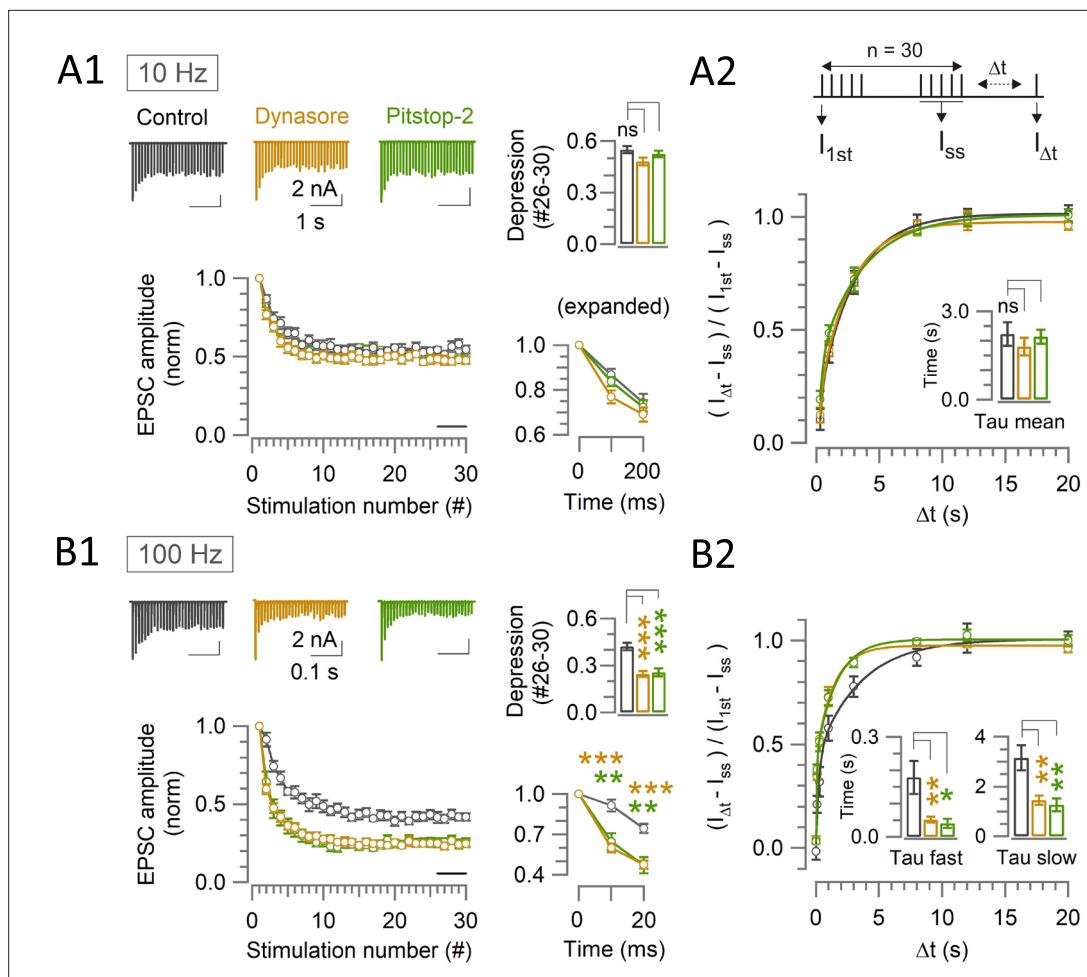 A1
10 Hz
Control
Dynasore
Pitstop-2
2 nA
1 s
Depression
(#26-30)
0.6
0.3
0.0
ns
EPSC amplitude
(norm)
1.0
0.5
0.0
0
10
20
30
Stimulation number (#)
(expanded)
1.0
0.8
0.6
0
200
Time (ms)
A2
n = 30
Δt
I1st
Iss
IΔt
( IΔt - Iss ) / ( I1st - Iss )
1.0
0.5
0.0
0
5
10
15
20
Δt (s)
Time (s)
3.0
0.0
ns
Tau mean
B1
100 Hz
2 nA
0.1 s
Depression
(#26-30)
0.6
0.3
0.0
***
***
EPSC amplitude
(norm)
1.0
0.5
0.0
0
10
20
30
Stimulation number (#)
***
**
***
**
1.0
0.7
0.4
0
20
Time (ms)
B2
(IΔt - Iss ) / (I1st - Iss)
1.0
0.5
0.0
0
5
10
15
20
Δt (s)
Time (s)
0.3
0.0
**
*
Tau fast
4
2
0
**
**
Tau slow